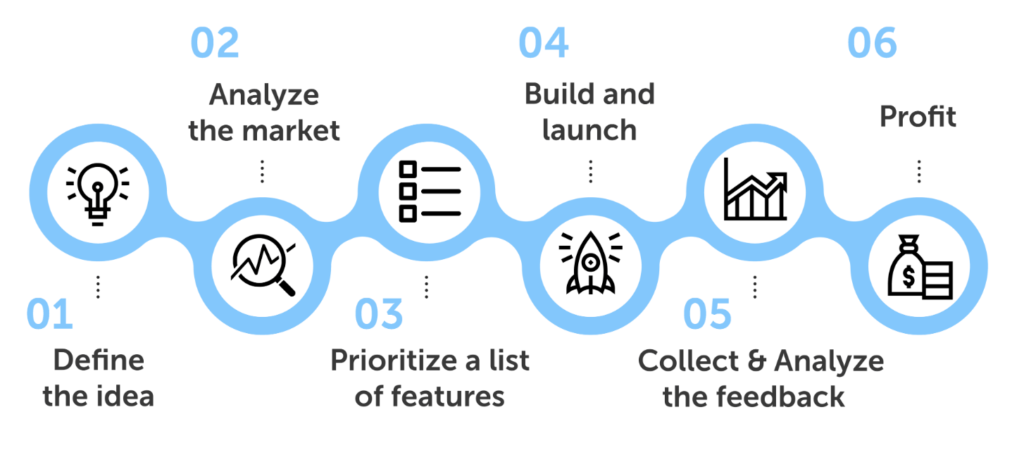 01
Define
the idea
02
Analyze
the market
03
Prioritize a list
of features
04
Build and
launch
05
Collect & Analyze
the feedback
06
Profit
$